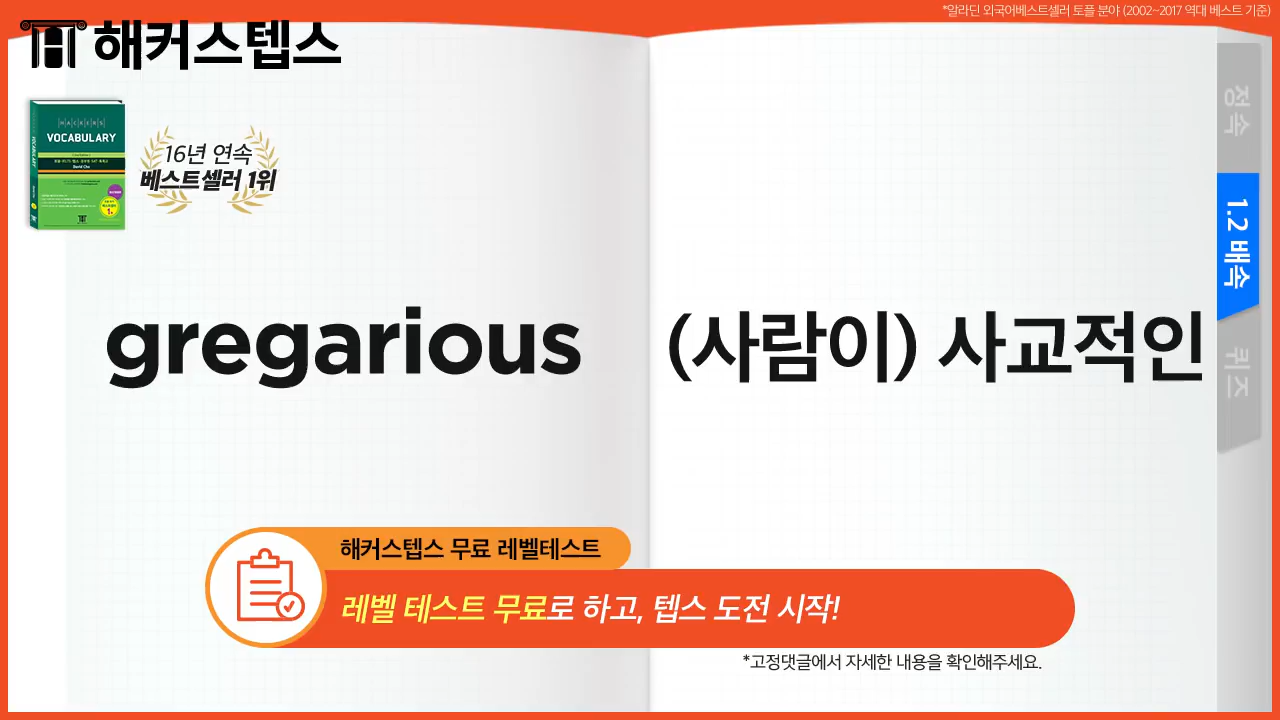 *알라딘 외국어베스트셀러 토플 분야 (2002~2017 역대 베스트 기준)
해커스텝스
HACKERS
VOCABULARY
David Cho
VOCABULARY
16년 연속
베스트셀러 1위
정속
1.2 배속
퀴즈
gregarious
(사람이) 사교적인
해커스텝스 무료 레벨테스트
레벨 테스트 무료로 하고, 텝스 도전 시작!
*고정댓글에서 자세한 내용을 확인해주세요.